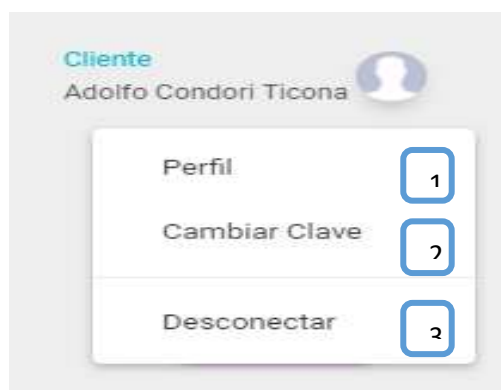 Cliente
Adolfo Condori Ticona
Perfil 1
Cambiar Clave 2
Desconectar 3